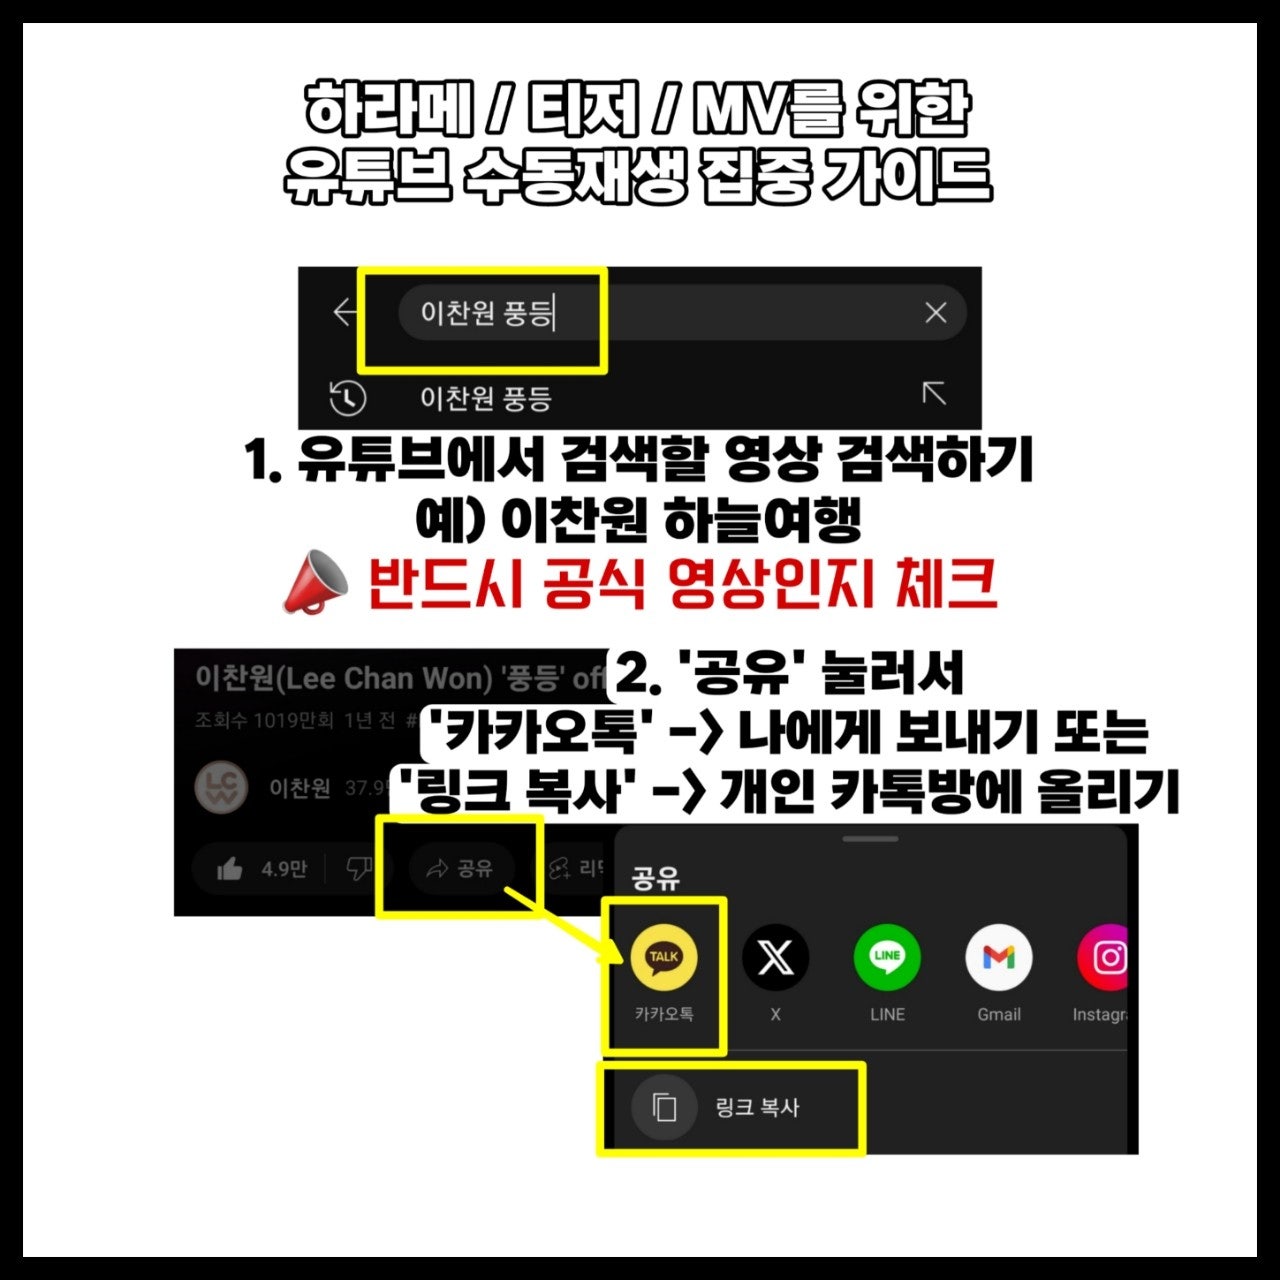 하라메 / 티저 / MV를 위한
유튜브 수동재생 집중 가이드
이찬원 풍등
이찬원 풍등
1. 유튜브에서 검색할 영상 검색하기
예) 이찬원 하늘여행
반드시 공식 영상인지 체크
이찬원(Lee Chan Won) '풍등' off
조회수 1019만회 1년 전 #
LCW
이찬원 37.9
4.9만
공유
리믹
2. '공유' 눌러서
'카카오톡' -> 나에게 보내기 또는
'링크 복사' -> 개인 카톡방에 올리기
공유
TALK
LINE
카카오톡 X LINE Gmail Instagr
링크 복사